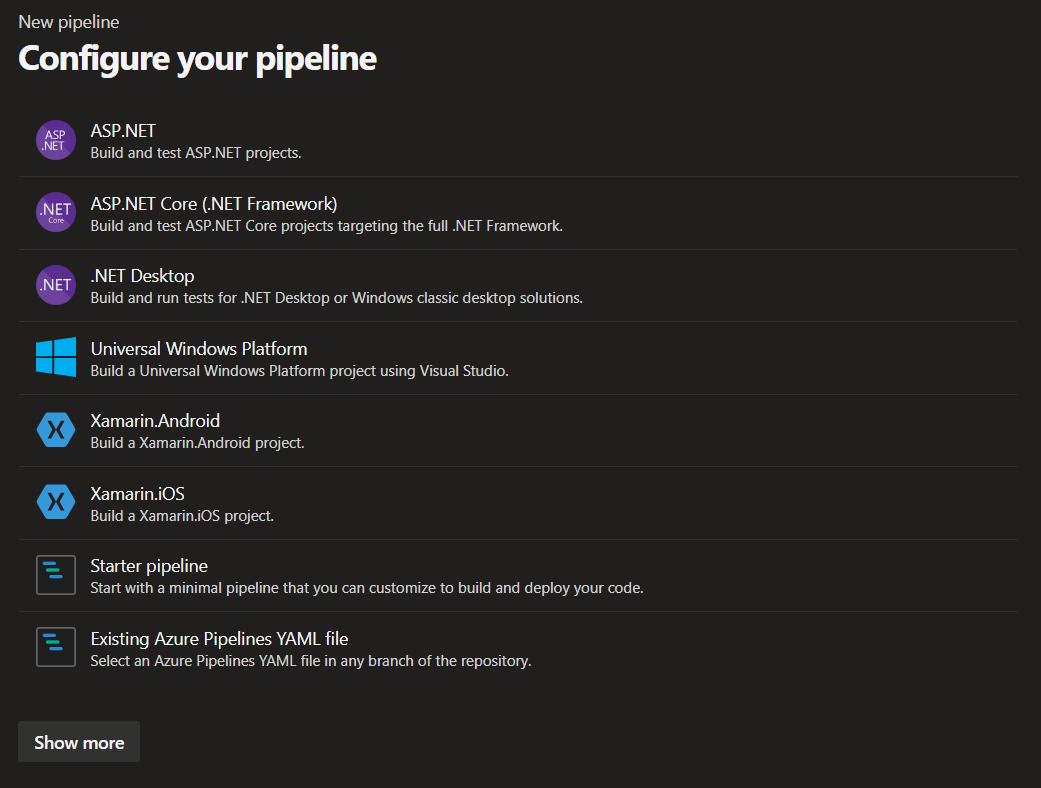 New pipeline
Configure your pipeline
ASP
.NET
ASP.NET
Build and test ASP.NET projects.
.NET
Core
ASP.NET Core (.NET Framework)
Build and test ASP.NET Core projects targeting the full .NET Framework.
.NET
.NET Desktop
Build and run tests for .NET Desktop or Windows classic desktop solutions.
Universal Windows Platform
Build a Universal Windows Platform project using Visual Studio.
Xamarin.Android
Build a Xamarin.Android project.
Xamarin.iOS
Build a Xamarin.iOS project.
Starter pipeline
Start with a minimal pipeline that you can customize to build and deploy your code.
Existing Azure Pipelines YAML file
Select an Azure Pipelines YAML file in any branch of the repository.
Show more